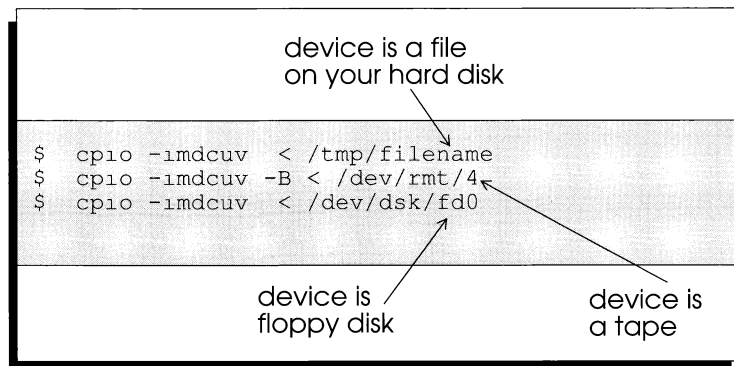 device is a file
on your hard disk
$ cpio -imdcuv < /tmp/filename
$ cpio -imdcuv -B < /dev/rmt/4
$ cpio -imdcuv < /dev/dsk/fd0
device is
floppy disk
device is
a tape